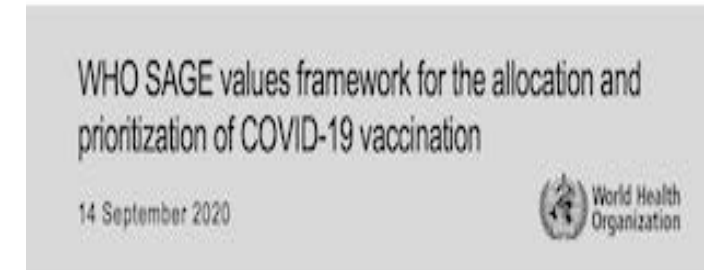 WHO SAGE values framework for the allocation and
prioritization of COVID-19 vaccination
14 September 2020
World Health
Organization